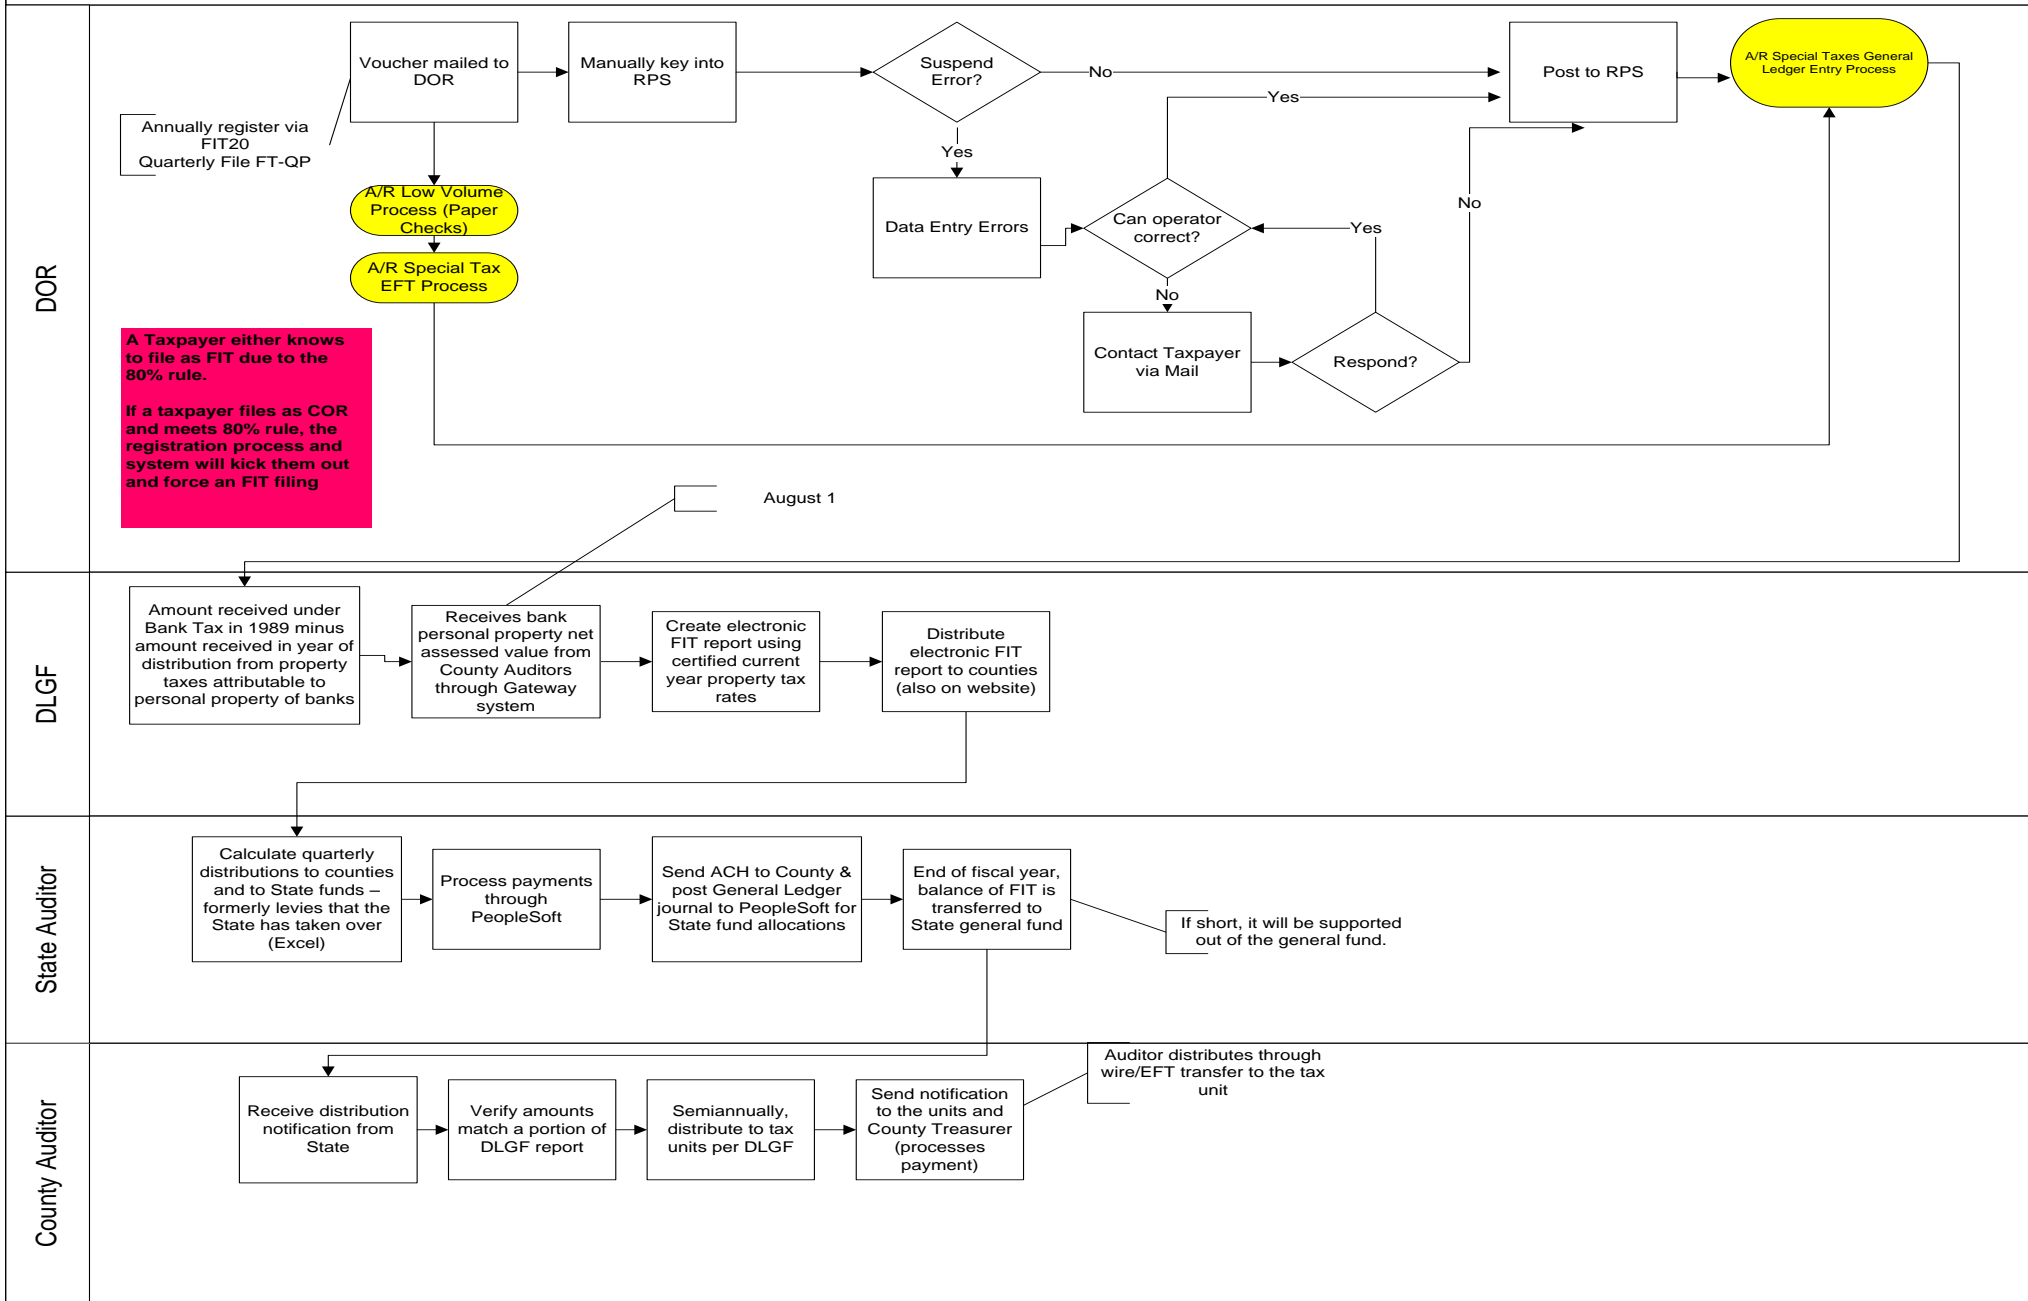 DOR
Voucher mailed to
DOR
Manually key into
RPS
Suspend
Error?
No
Post to RPS
A/R Special Taxes General
Ledger Entry Process
Annually register via
FIT20
Quarterly File FT-QP
Yes
Yes
A/R Low Volume
Process (Paper
Checks)
Data Entry Errors
Can operator
correct?
Yes
No
A/R Special Tax
EFT Process
No
Contact Taxpayer
via Mail
Respond?
A Taxpayer either knows
to file as FIT due to the
80% rule.
If a taxpayer files as COR
and meets 80% rule, the
registration process and
system will kick them out
and force an FIT filing
August 1
DLGF
Amount received under
Bank Tax in 1989 minus
amount received in year of
distribution from property
taxes attributable to
personal property of banks
Receives bank
personal property net
assessed value from
County Auditors
through Gateway
system
Create electronic
FIT report using
certified current
year property tax
rates
Distribute
electronic FIT
report to counties
(also on website)
State Auditor
Calculate quarterly
distributions to counties
and to State funds –
formerly levies that the
State has taken over
(Excel)
Process payments
through
PeopleSoft
Send ACH to County &
post General Ledger
journal to PeopleSoft for
State fund allocations
End of fiscal year,
balance of FIT is
transferred to
State general fund
If short, it will be supported
out of the general fund.
County Auditor
Receive distribution
notification from
State
Verify amounts
match a portion of
DLGF report
Semiannually,
distribute to tax
units per DLGF
Send notification
to the units and
County Treasurer
(processes
payment)
Auditor distributes through
wire/EFT transfer to the tax
unit